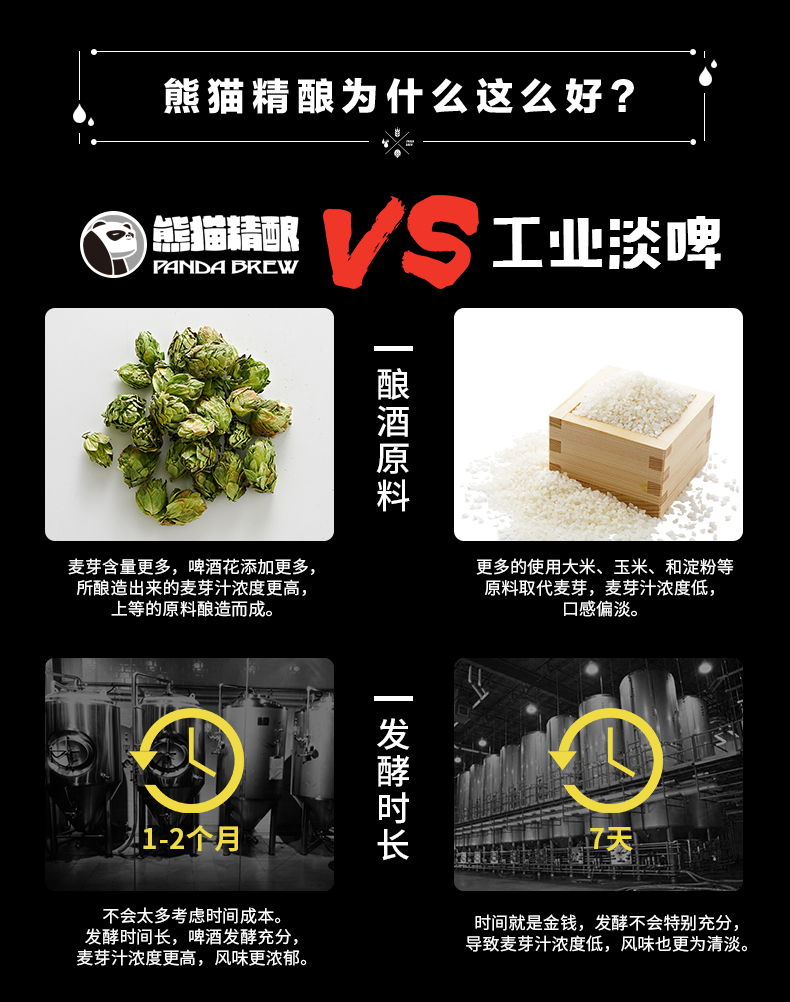 熊猫精酿为什么这么好?
熊猫精酿
PANDA BREW
VS
工业淡啤
酿酒原料
麦芽含量更多，啤酒花添加更多，
所酿造出来的麦芽汁浓度更高，
上等的原料酿造而成。
更多的使用大米、玉米、和淀粉等
原料取代麦芽，麦芽汁浓度低，
口感偏淡。
发酵时长
1-2个月
7天
不会太多考虑时间成本。
发酵时间长，啤酒发酵充分，
麦芽汁浓度更高，风味更浓郁。
时间就是金钱，发酵不会特别充分，
导致麦芽汁浓度低，风味也更为清淡。